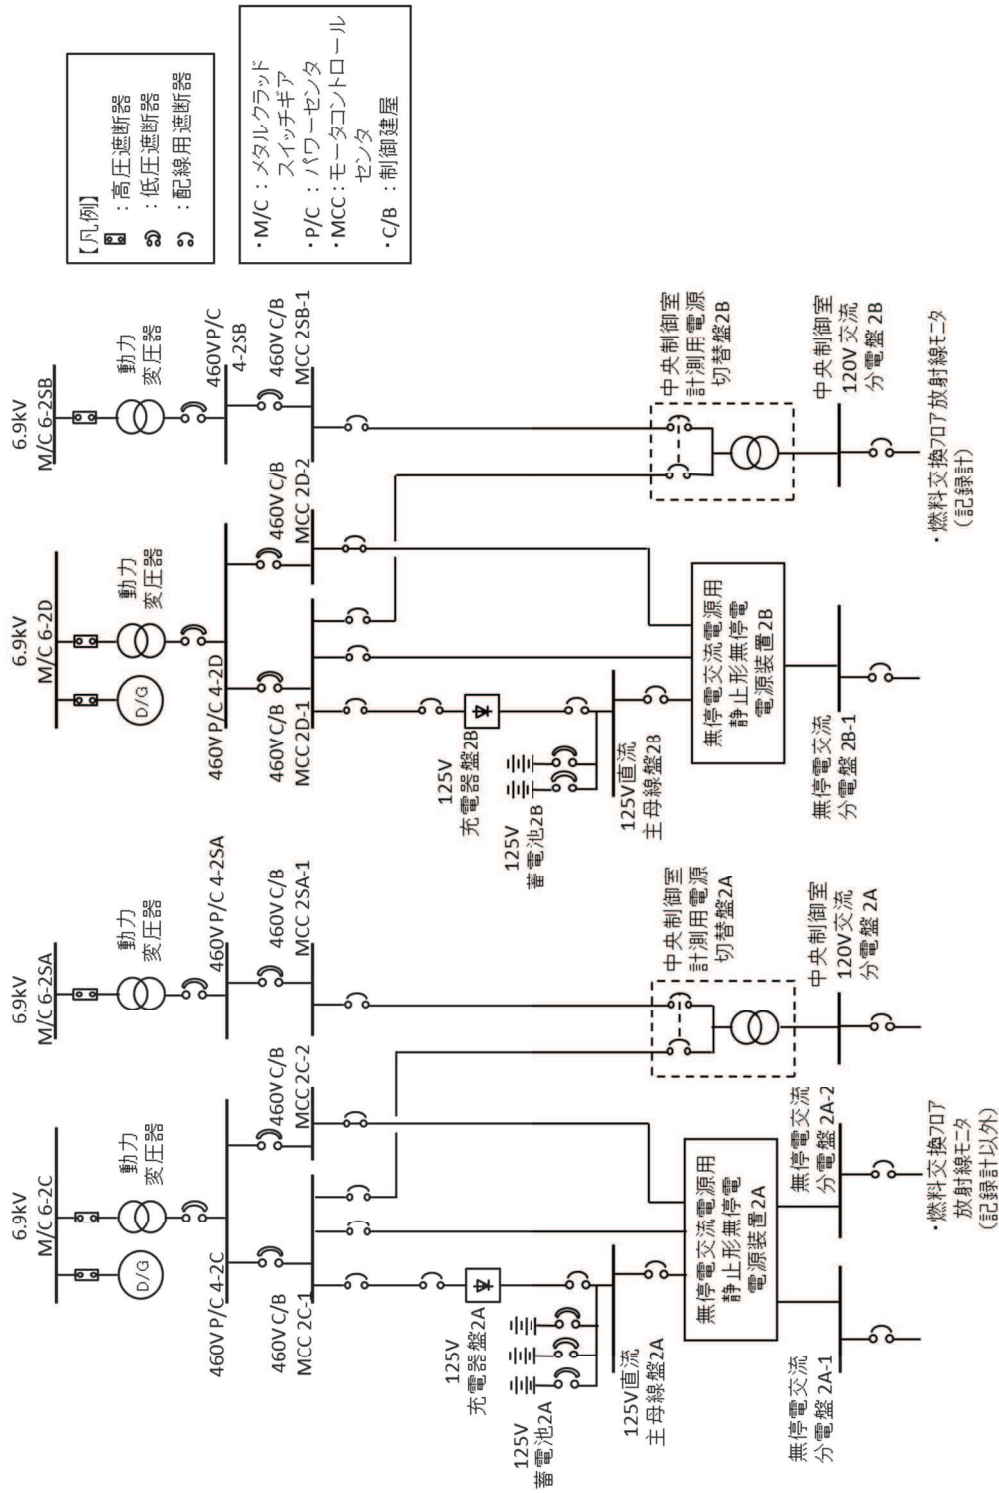 6.9kV
M/C 6-2C
D/G
動力
変圧器
460V P/C 4-2C
460V C/B
MCC 2C-1
460V C/B
MCC 2C-2
125V
充電器盤2A
125V
蓄電池2A
125V直流
主母線盤2A
無停電交流電源用
静止形無停電
電源装置2A
無停電交流
分電盤 2A-1
無停電交流
分電盤 2A-2
・燃料交換フロア
放射線モニタ
(記録計以外)
6.9kV
M/C 6-2SA
動力
変圧器
460V P/C 4-2SA
460V C/B
MCC 2SA-1
中央制御室
計測用電源
切替盤2A
中央制御室
120V 交流
分電盤 2A
6.9kV
M/C 6-2D
D/G
動力
変圧器
460V P/C 4-2D
460V C/B
MCC 2D-1
460V C/B
MCC 2D-2
125V
充電器盤2B
125V
蓄電池2B
125V直流
主母線盤2B
無停電交流電源用
静止形無停電
電源装置2B
無停電交流
分電盤 2B-1
6.9kV
M/C 6-2SB
動力
変圧器
460V P/C
4-2SB
460V C/B
MCC 2SB-1
中央制御室
計測用電源
切替盤2B
中央制御室
120V 交流
分電盤 2B
・燃料交換フロア放射線モニタ
(記録計)
【凡例】
：高圧遮断器
：低圧遮断器
：配線用遮断器
・M/C ：メタルクラッド
スイッチギア
・P/C ：パワーセンタ
・MCC：モータコントロール
センタ
・C/B ：制御建屋